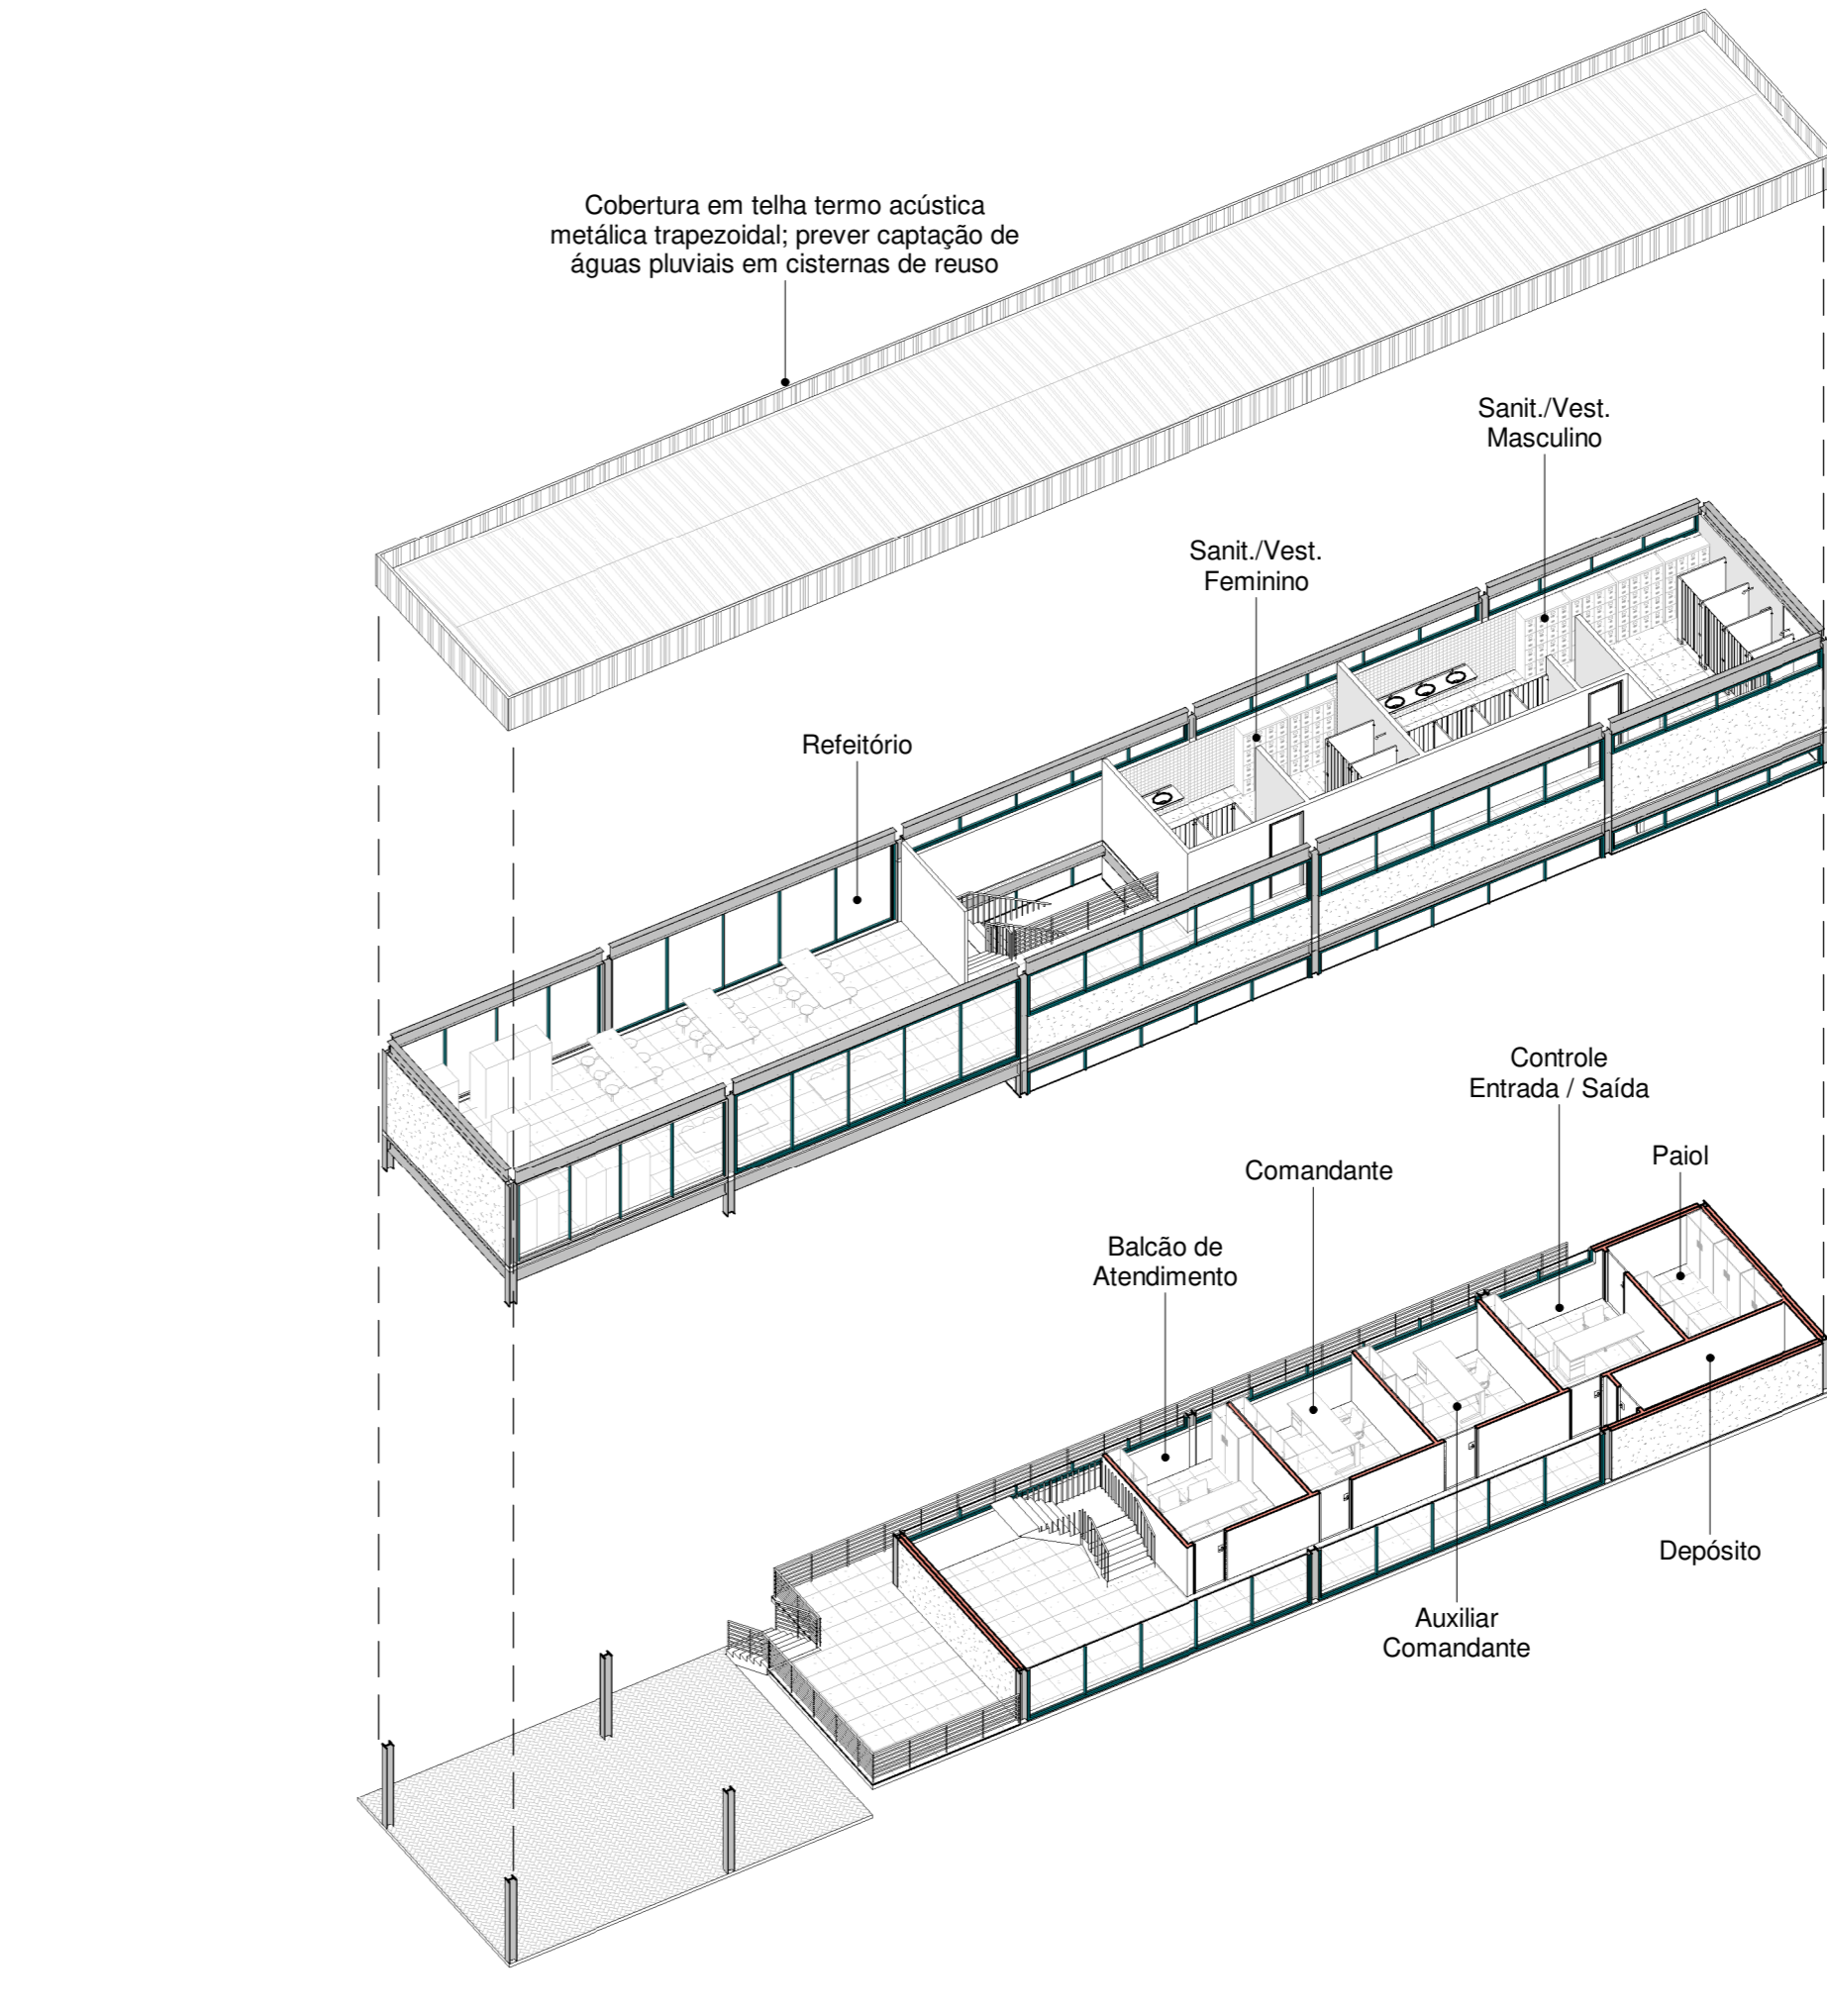 Cobertura em telha termo acústica
metálica trapezoidal; prever captação de
águas pluviais em cisternas de reuso
Sanit./Vest.
Masculino
Sanit./Vest.
Feminino
Refeitório
Controle
Entrada / Saída
Paiol
Comandante
Balcão de
Atendimento
Depósito
Auxiliar
Comandante